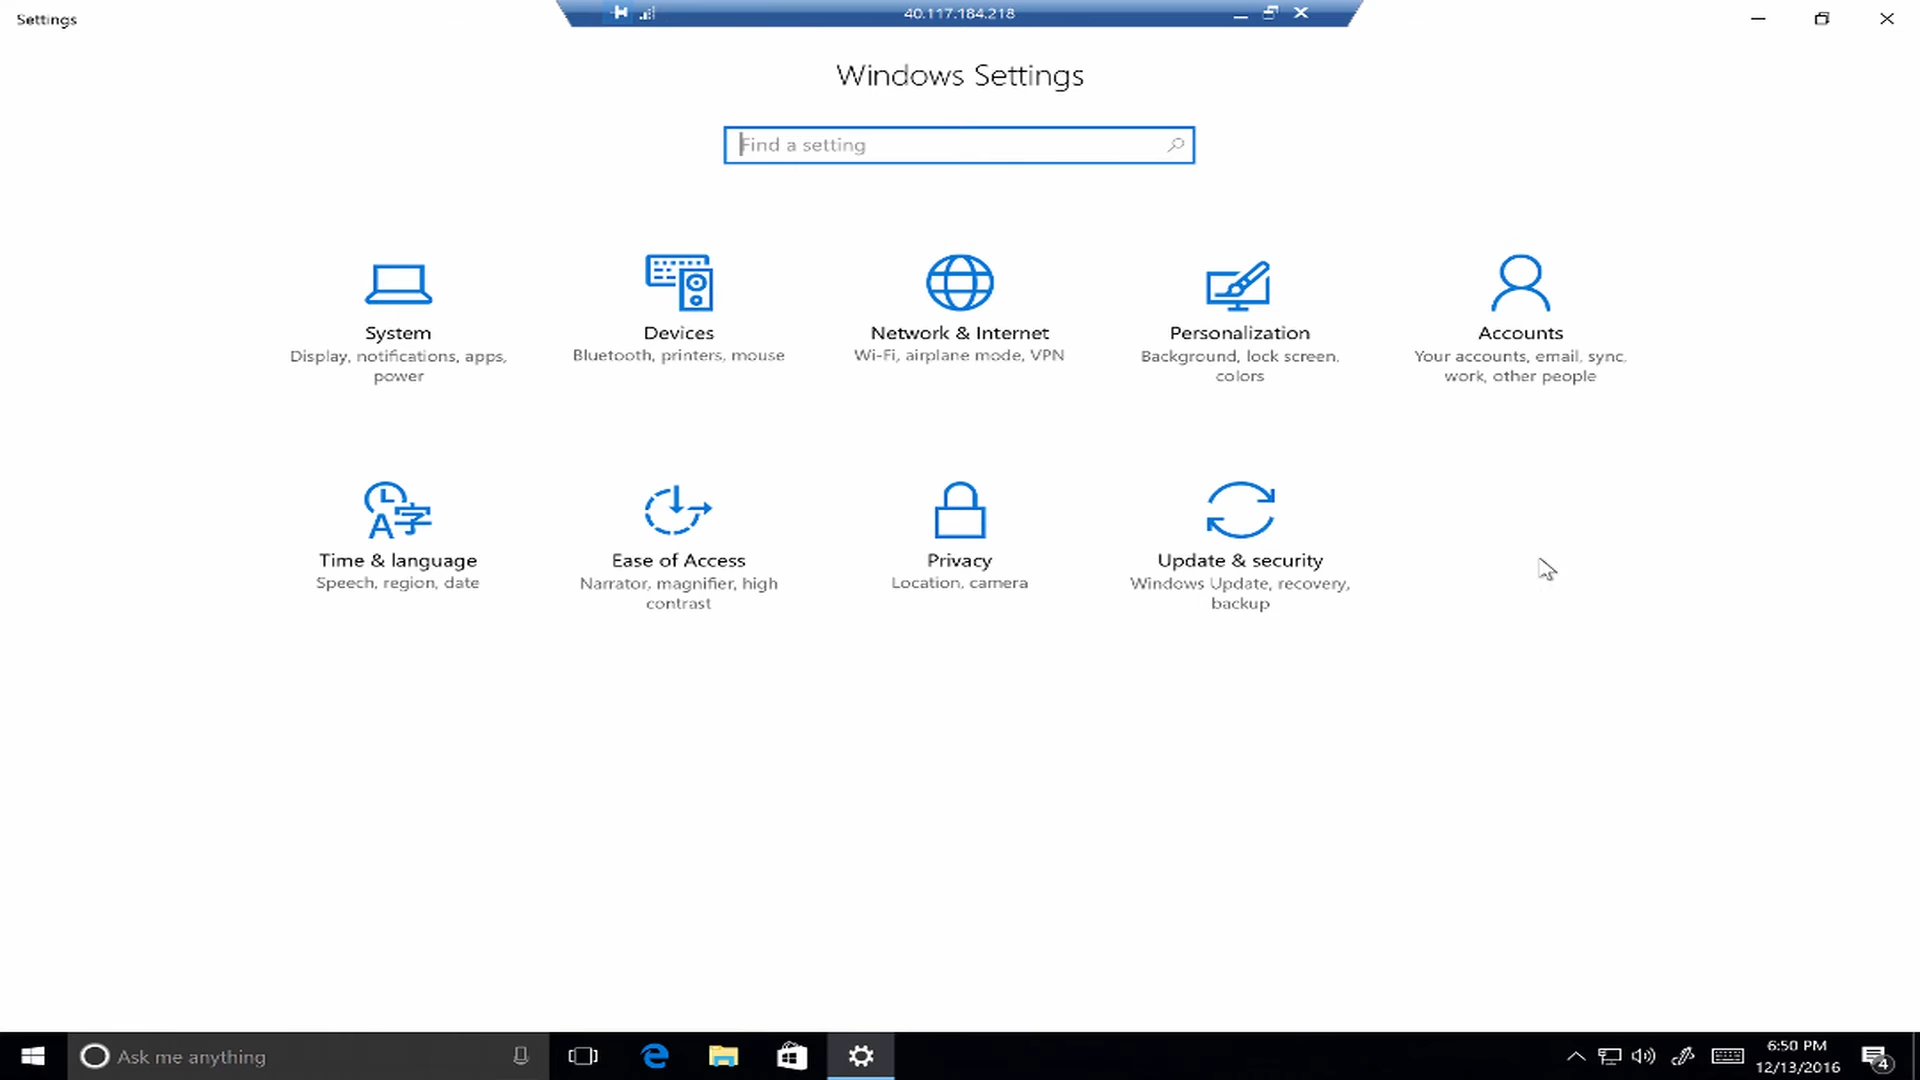 Settings
40.117.184.218
Windows Settings
Find a setting
System
Display, notifications, apps,
power
Devices
Bluetooth, printers, mouse
Network & Internet
Wi-Fi, airplane mode, VPN
Personalization
Background, lock screen,
colors
Accounts
Your accounts, email, sync,
work, other people
A字
Time & language
Speech, region, date
Ease of Access
Narrator, magnifier, high
contrast
Privacy
Location, camera
Update & security
Windows Update, recovery,
backup
Ask me anything
6:50 PM
12/13/2016
4